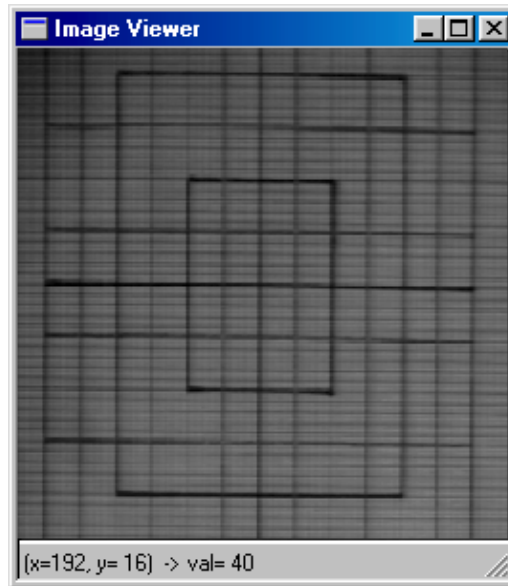 Image Viewer
(x=192, y= 16) -> val= 40